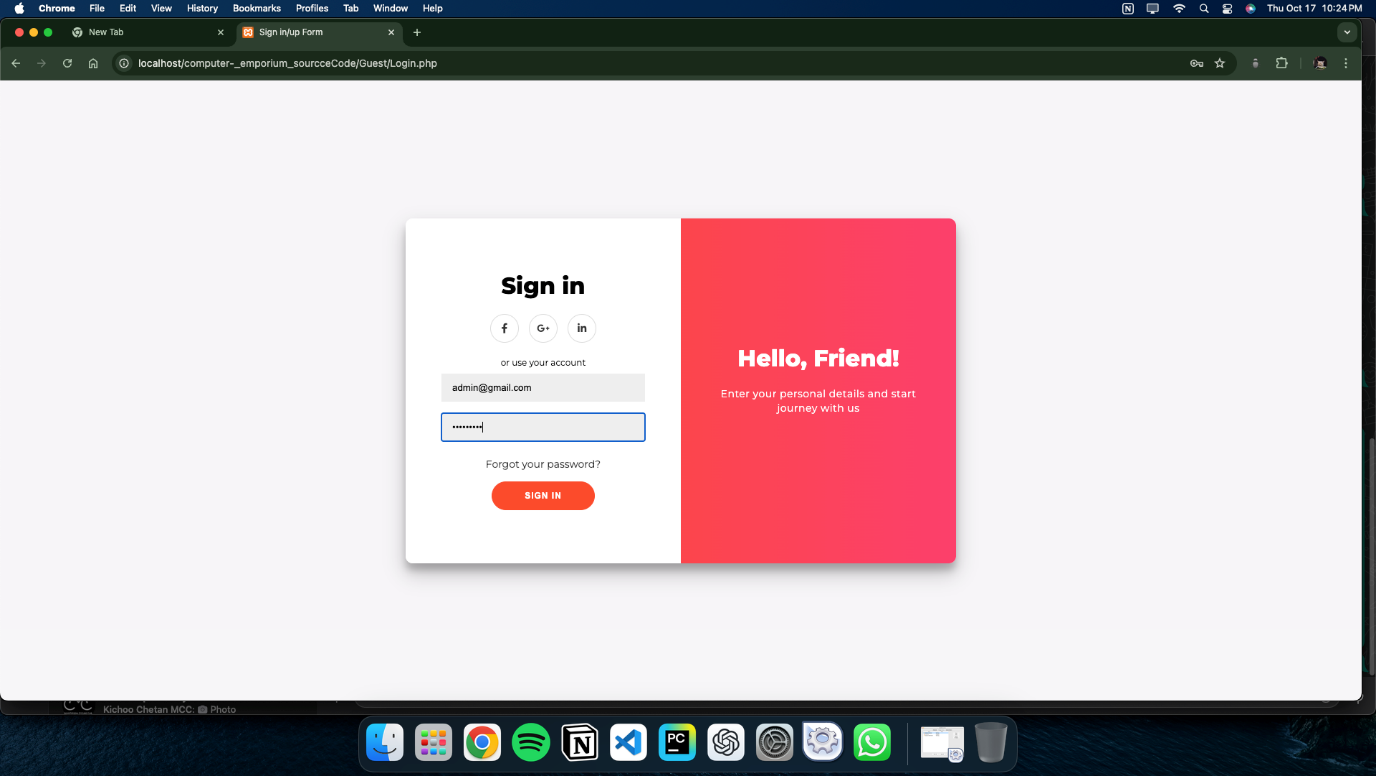 Chrome File Edit View History Bookmarks Profiles Tab Window Help Thu Oct 17 10:24 PM
New Tab Sign in/up Form
localhost/computer-_emporium_sourcceCode/Guest/Login.php
Sign in
G+ in
or use your account
admin@gmail.com
•••••••••
Forgot your password?
SIGN IN
Hello, Friend!
Enter your personal details and start
journey with us
Kichoo Chetan MCC: Photo
PC